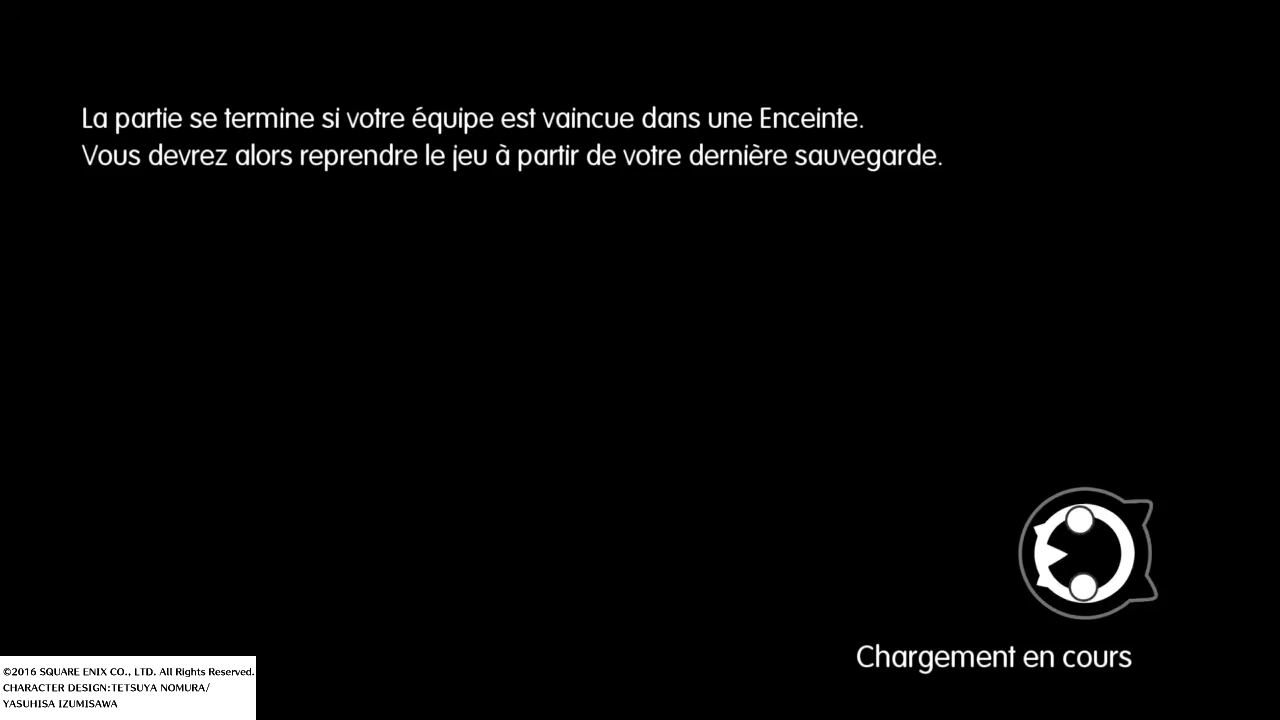 La partie se termine si votre équipe est vaincue dans une Enceinte.
Vous devrez alors reprendre le jeu à partir de votre dernière sauvegarde.
Chargement en cours
©2016 SQUARE ENIX CO., LTD. All Rights Reserved.
CHARACTER DESIGN:TETSUYA NOMURA/
YASUHISA IZUMISAWA